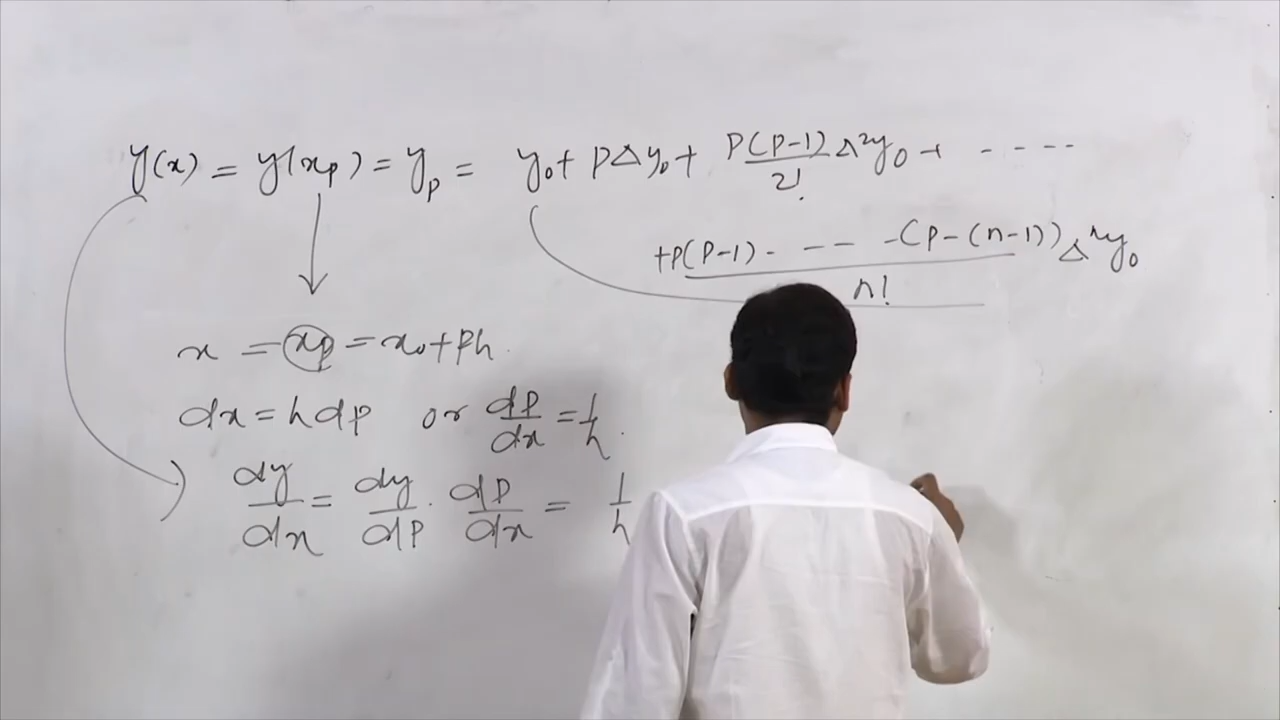 y(x) = y(xp) = yp = y0 + pΔy0 + P(P-1)/2! Δ²y0 + - - - -
+P(P-1)- - - - -(P-(n-1))/n! Δⁿy0
x = xp = x0+Ph.
dx = h dp or dp/dx = 1/h.
dy/dx = dy/dp . dp/dx = 1/h